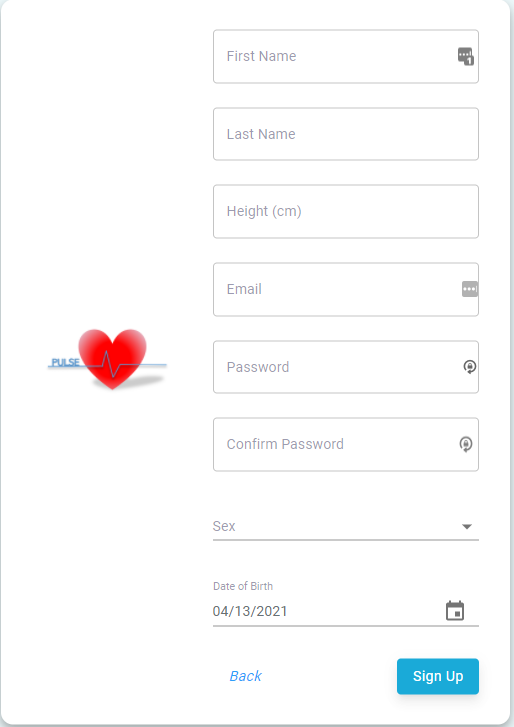 First Name
Last Name
Height (cm)
Email
PULSE
Password
Confirm Password
Sex
Date of Birth
04/13/2021
Back
Sign Up